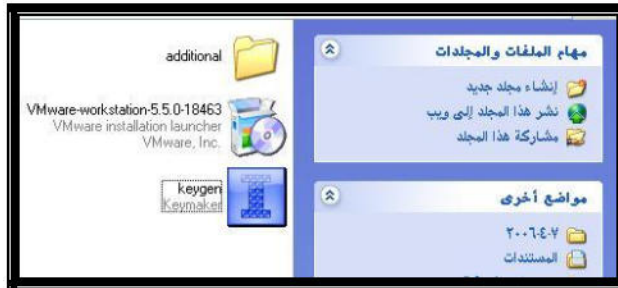 مهام الملفات والمجلدات
إنشاء مجلد جديد
نشر هذا المجلد إلى ويب
مشاركة هذا المجلد
مواضع أخرى
٢٠٠٦-٤-٧
المستندات
additional
VMware-workstation-5.5.0-18463
VMware installation launcher
VMware, Inc.
keygen
Keymaker